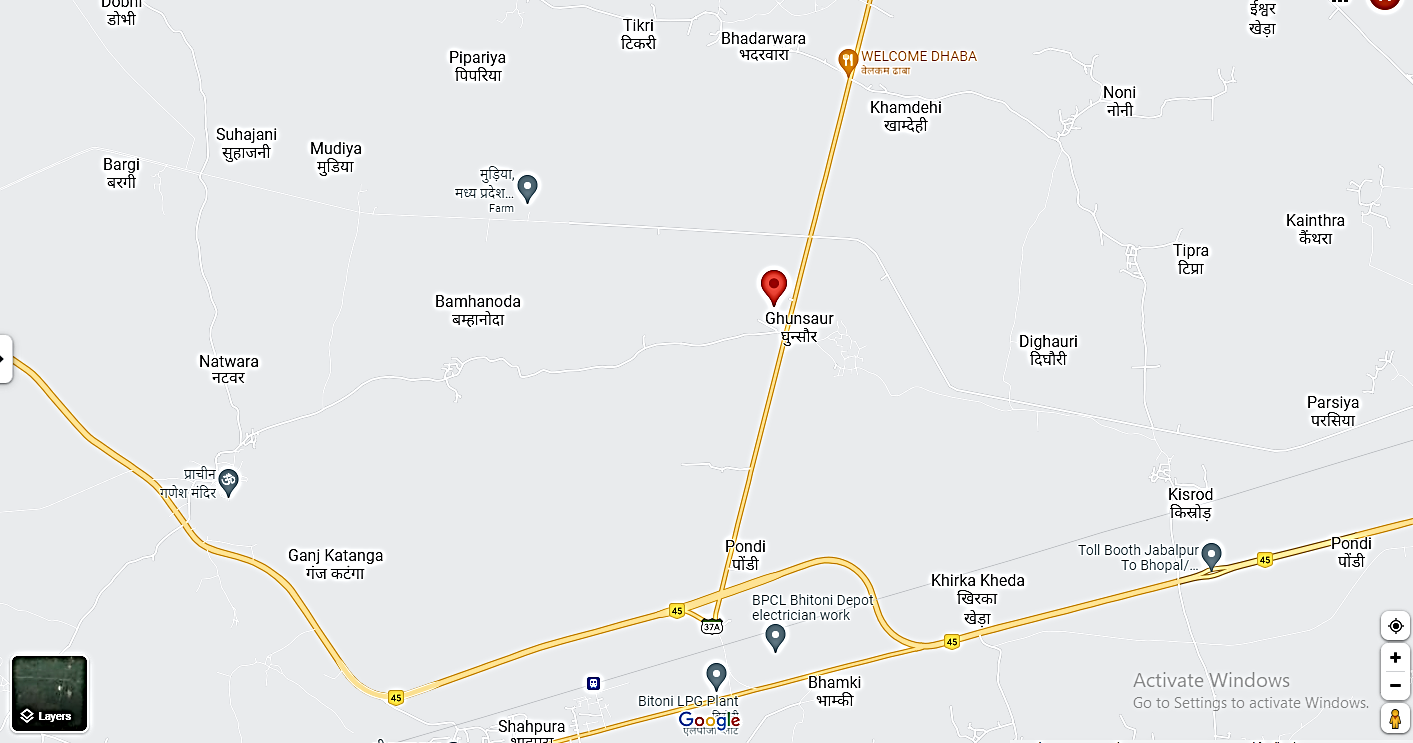 Dobhi
डोभी
Tikri
टिकरी
Bhadarwara
भदरवारा
ईश्वर
खेड़ा
Pipariya
पिपरिया
WELCOME DHABA
वेलकम ढाबा
Noni
नोनी
Khamdehi
खाम्देही
Suhajani
सुहाजनी
Mudiya
मुडिया
Bargi
बरगी
मुड़िया,
मध्य प्रदेश...
Farm
Kainthra
कैंथरा
Tipra
टिप्रा
Bamhanoda
बम्हानोदा
Ghunsaur
घुन्सौर
Dighauri
दिघौरी
Natwara
नटवर
Parsiya
परसिया
प्राचीन
गणेश मंदिर
Kisrod
किस्रोड़
Ganj Katanga
गंज कटंगा
Pondi
पोंडी
Toll Booth Jabalpur
To Bhopal/...
45
Pondi
पोंडी
Khirka Kheda
खिरका
खेड़ा
BPCL Bhitoni Depot
electrician work
45
37A
45
45
Bhamki
भाम्की
Bitoni LPG Plant
Google
Shahpura
Layers
Activate Windows
Go to Settings to activate Windows.